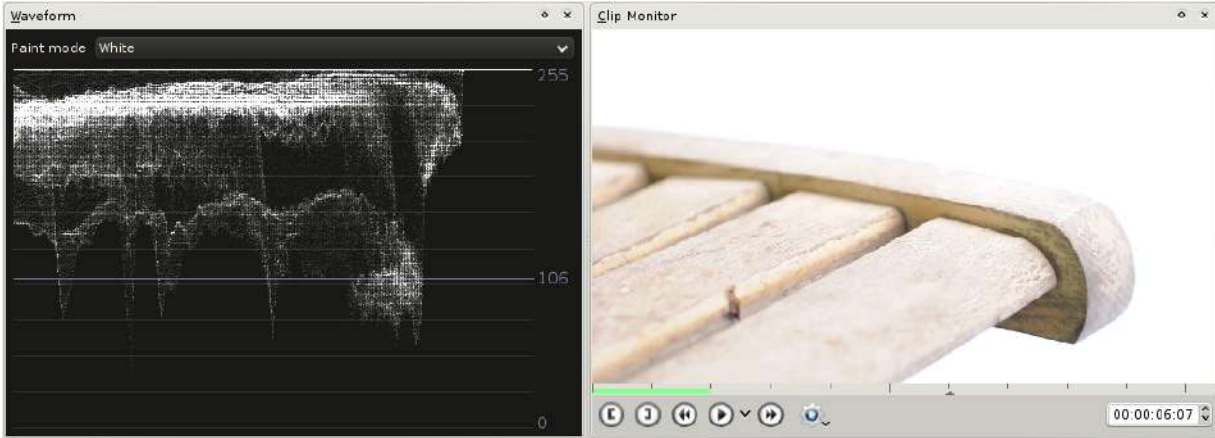 Waveform
Clip Monitor
Paint mode White
255
106
0
00:00:06:07